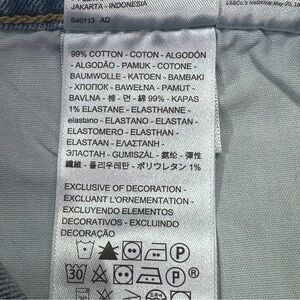 JAKARTA - INDONESIA
S40113 AD
99% COTTON - COTON - ALGODÓN
- ALGODÃO - PAMUK - COTONE -
BAUMWOLLE - KATOEN - BAMBAKI
- ХЛОПОК - BAWEŁNA - PAMUT -
BAVLNA - 棉 - 면 - 綿 99% - KAPAS
1% ELASTANE - ELASTHANNE -
elastano - ELASTANO - ELASTAN -
ELASTOMERO - ELASTHAN -
ELASTAAN - ΕΛΑΣΤΑΝΗ -
ЭЛАСТАН - GUMISZÁL - 氨纶 - 彈性
纖維 - 폴리우레탄 - ポリウレタン 1%
EXCLUSIVE OF DECORATION -
EXCLUANT L'ORNEMENTATION -
EXCLUYENDO ELEMENTOS
DECORATIVOS - EXCLUINDO
DECORAÇÃO
P
30 P